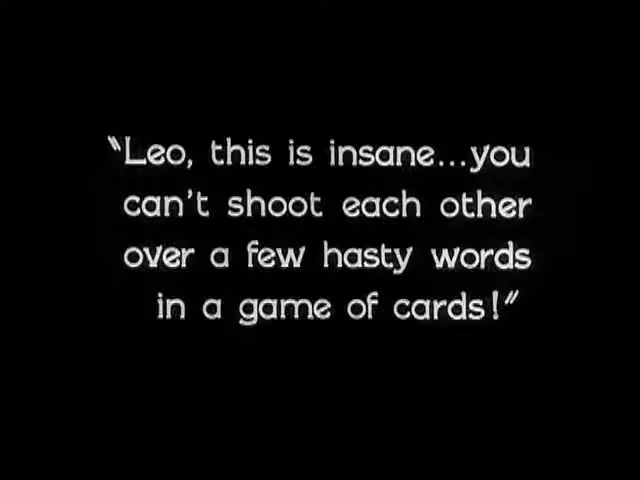 "Leo, this is insane...you
can't shoot each other
over a few hasty words
in a game of cards!"